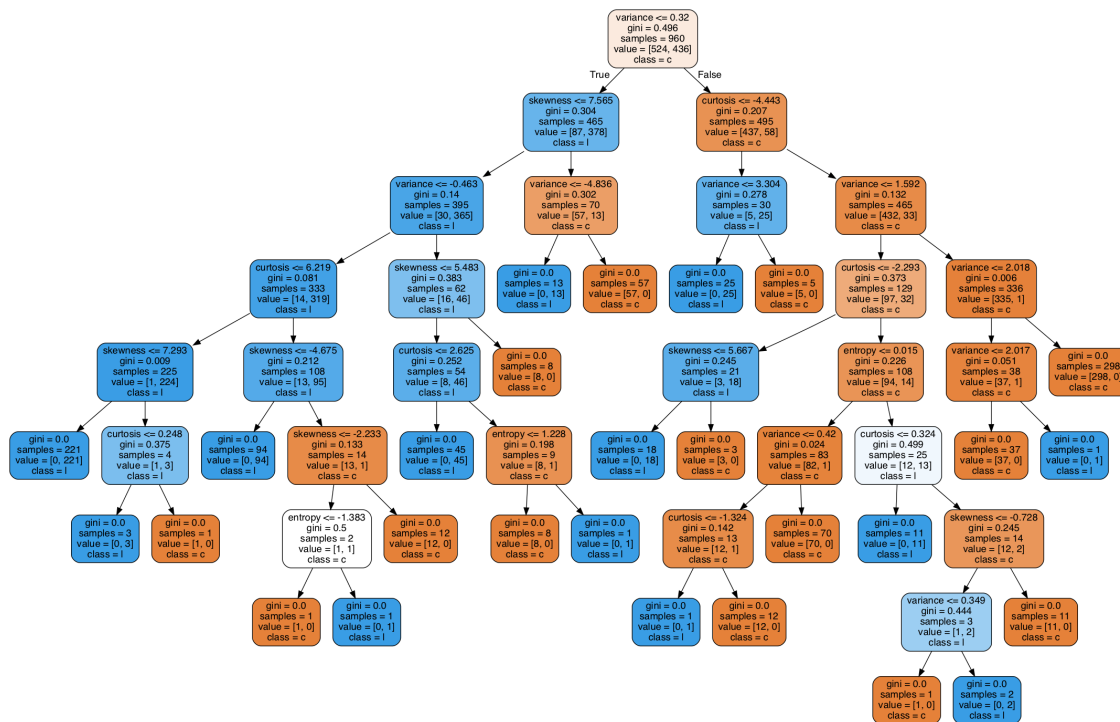 variance <= 0.32
gini = 0.496
samples = 960
value = [524, 436]
class = c
True
False
skewness <= 7.565
gini = 0.304
samples = 465
value = [87, 378]
class = l
curtosis <= -4.443
gini = 0.207
samples = 495
value = [437, 58]
class = c
variance <= -0.463
gini = 0.14
samples = 395
value = [30, 365]
class = l
variance <= -4.836
gini = 0.302
samples = 70
value = [57, 13]
class = c
variance <= 3.304
gini = 0.278
samples = 30
value = [5, 25]
class = l
variance <= 1.592
gini = 0.132
samples = 465
value = [432, 33]
class = c
curtosis <= 6.219
gini = 0.081
samples = 333
value = [14, 319]
class = l
skewness <= 5.483
gini = 0.383
samples = 62
value = [16, 46]
class = l
gini = 0.0
samples = 13
value = [0, 13]
class = l
gini = 0.0
samples = 57
value = [57, 0]
class = c
gini = 0.0
samples = 25
value = [0, 25]
class = l
gini = 0.0
samples = 5
value = [5, 0]
class = c
curtosis <= -2.293
gini = 0.373
samples = 129
value = [97, 32]
class = c
variance <= 2.018
gini = 0.006
samples = 336
value = [335, 1]
class = c
skewness <= 7.293
gini = 0.009
samples = 225
value = [1, 224]
class = l
skewness <= -4.675
gini = 0.212
samples = 108
value = [13, 95]
class = l
curtosis <= 2.625
gini = 0.252
samples = 54
value = [8, 46]
class = l
gini = 0.0
samples = 8
value = [8, 0]
class = c
skewness <= 5.667
gini = 0.245
samples = 21
value = [3, 18]
class = l
entropy <= 0.015
gini = 0.226
samples = 108
value = [94, 14]
class = c
variance <= 2.017
gini = 0.051
samples = 38
value = [37, 1]
class = c
gini = 0.0
samples = 298
value = [298, 0]
class = c
gini = 0.0
samples = 221
value = [0, 221]
class = l
curtosis <= 0.248
gini = 0.375
samples = 4
value = [1, 3]
class = l
gini = 0.0
samples = 94
value = [0, 94]
class = l
skewness <= -2.233
gini = 0.133
samples = 14
value = [13, 1]
class = c
gini = 0.0
samples = 45
value = [0, 45]
class = l
entropy <= 1.228
gini = 0.198
samples = 9
value = [8, 1]
class = c
gini = 0.0
samples = 18
value = [0, 18]
class = l
gini = 0.0
samples = 3
value = [3, 0]
class = c
variance <= 0.42
gini = 0.024
samples = 83
value = [82, 1]
class = c
curtosis <= 0.324
gini = 0.499
samples = 25
value = [12, 13]
class = l
gini = 0.0
samples = 37
value = [37, 0]
class = c
gini = 0.0
samples = 1
value = [0, 1]
class = l
gini = 0.0
samples = 3
value = [0, 3]
class = l
gini = 0.0
samples = 1
value = [1, 0]
class = c
entropy <= -1.383
gini = 0.5
samples = 2
value = [1, 1]
class = c
gini = 0.0
samples = 12
value = [12, 0]
class = c
gini = 0.0
samples = 8
value = [8, 0]
class = c
gini = 0.0
samples = 1
value = [0, 1]
class = l
curtosis <= -1.324
gini = 0.142
samples = 13
value = [12, 1]
class = c
gini = 0.0
samples = 70
value = [70, 0]
class = c
gini = 0.0
samples = 11
value = [0, 11]
class = l
skewness <= -0.728
gini = 0.245
samples = 14
value = [12, 2]
class = c
gini = 0.0
samples = 1
value = [1, 0]
class = c
gini = 0.0
samples = 1
value = [0, 1]
class = l
gini = 0.0
samples = 1
value = [0, 1]
class = l
gini = 0.0
samples = 12
value = [12, 0]
class = c
variance <= 0.349
gini = 0.444
samples = 3
value = [1, 2]
class = l
gini = 0.0
samples = 11
value = [11, 0]
class = c
gini = 0.0
samples = 1
value = [1, 0]
class = c
gini = 0.0
samples = 2
value = [0, 2]
class = l